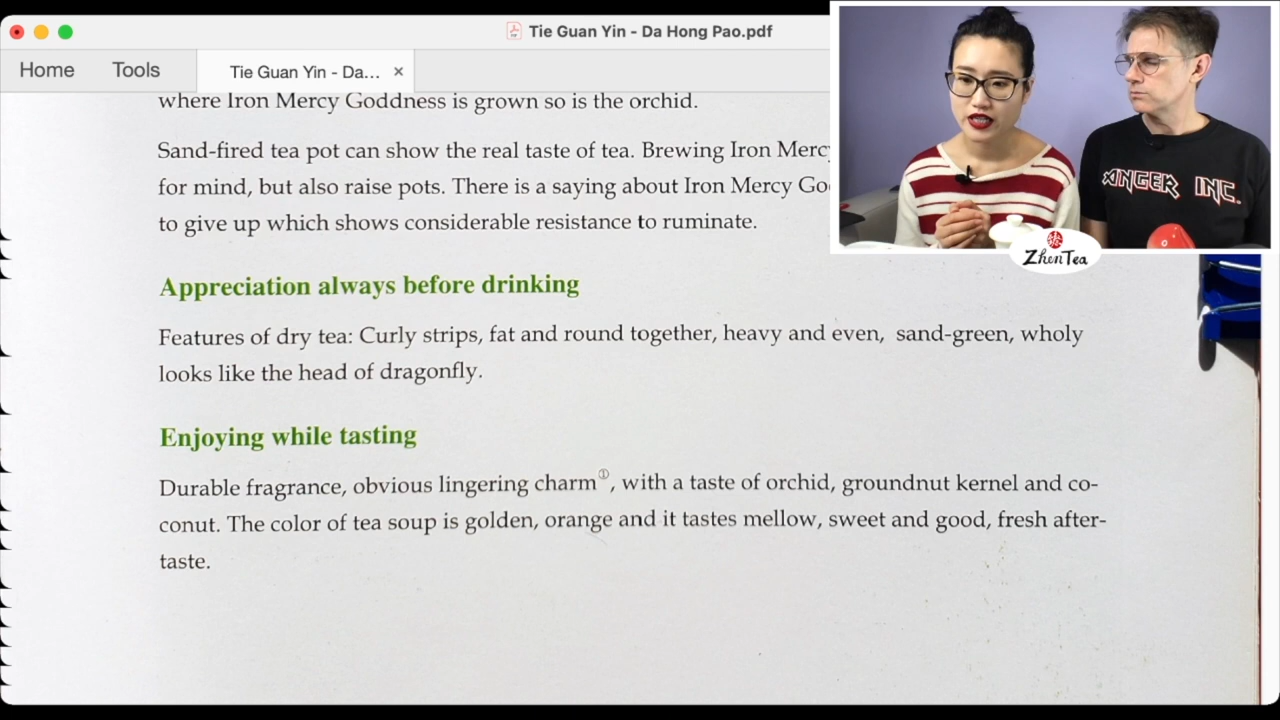 Tie Guan Yin - Da Hong Pao.pdf
Home Tools Tie Guan Yin - Da... ×
where Iron Mercy Goddness is grown so is the orchid.
Sand-fired tea pot can show the real taste of tea. Brewing Iron Merc
for mind, but also raise pots. There is a saying about Iron Mercy Go
to give up which shows considerable resistance to ruminate.
Appreciation always before drinking
Features of dry tea: Curly strips, fat and round together, heavy and even, sand-green, wholy
looks like the head of dragonfly.
Enjoying while tasting
Durable fragrance, obvious lingering charm①, with a taste of orchid, groundnut kernel and co-
conut. The color of tea soup is golden, orange and it tastes mellow, sweet and good, fresh after-
taste.
ANGER INC.
ZhenTea